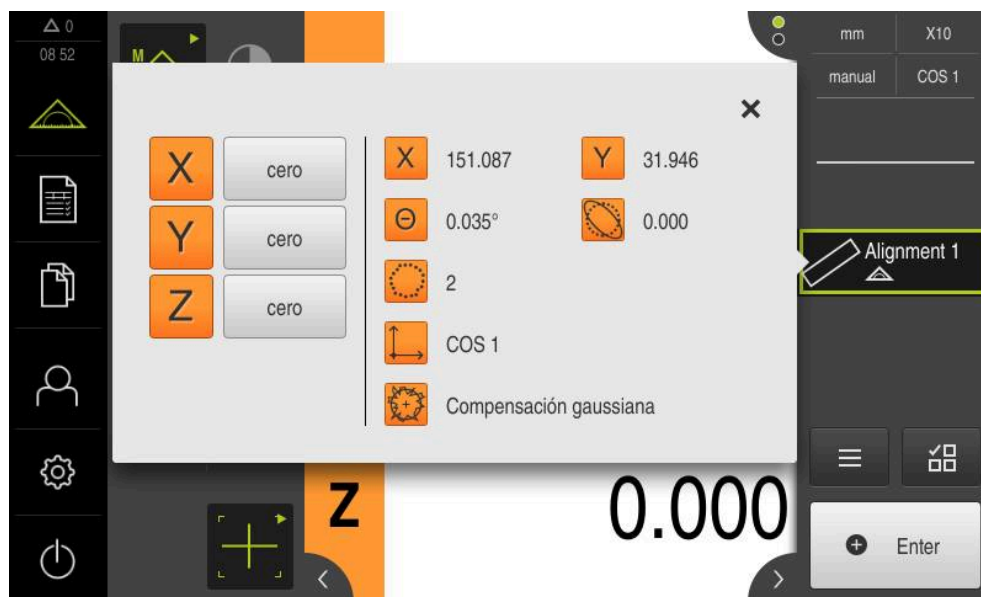 0
08 52
M
mm X10
manual COS 1
X cero
Y cero
Z cero
X 151.087 Y 31.946
Θ 0.035° 0.000
2
COS 1
Compensación gaussiana
Alignment 1
Z 0.000
Enter